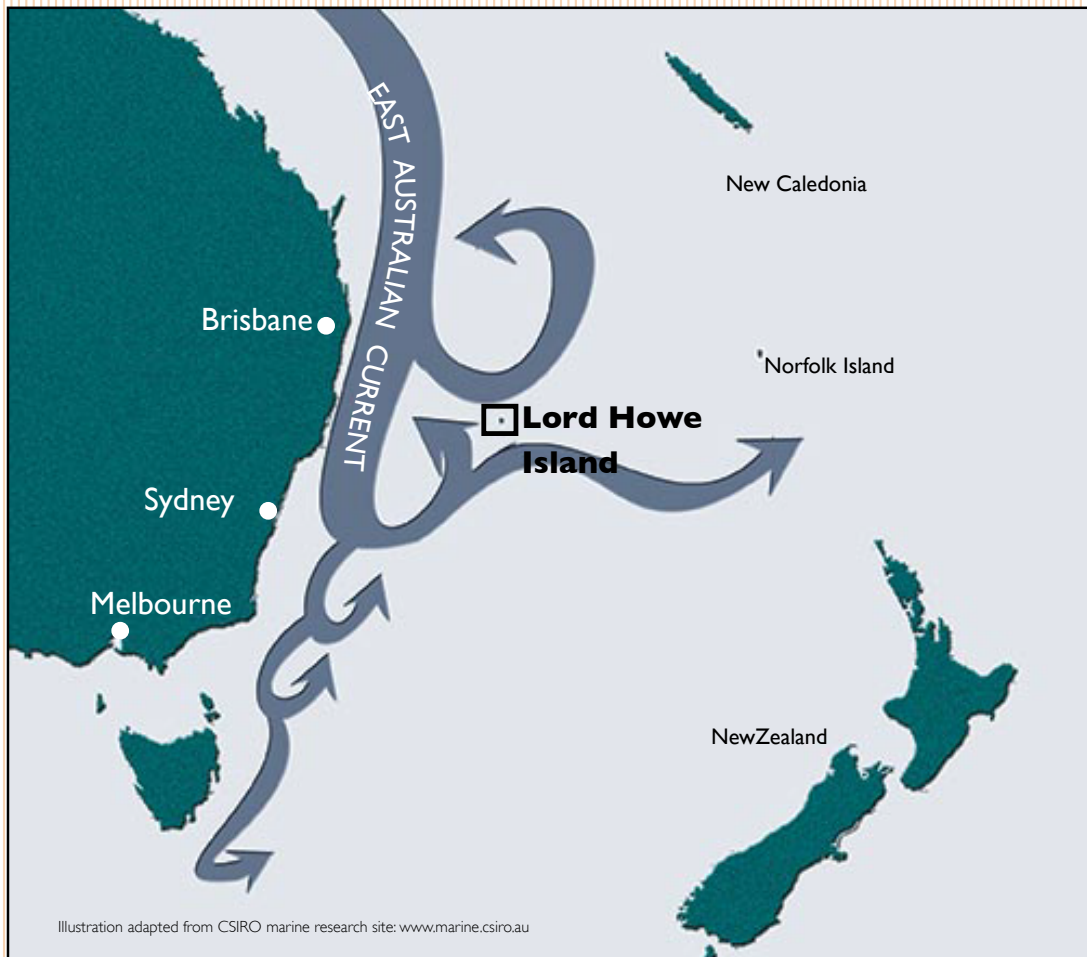 EAST AUSTRALIAN CURRENT
New Caledonia
Brisbane
Norfolk Island
Lord Howe
Island
Sydney
Melbourne
NewZealand
Illustration adapted from CSIRO marine research site: www.marine.csiro.au